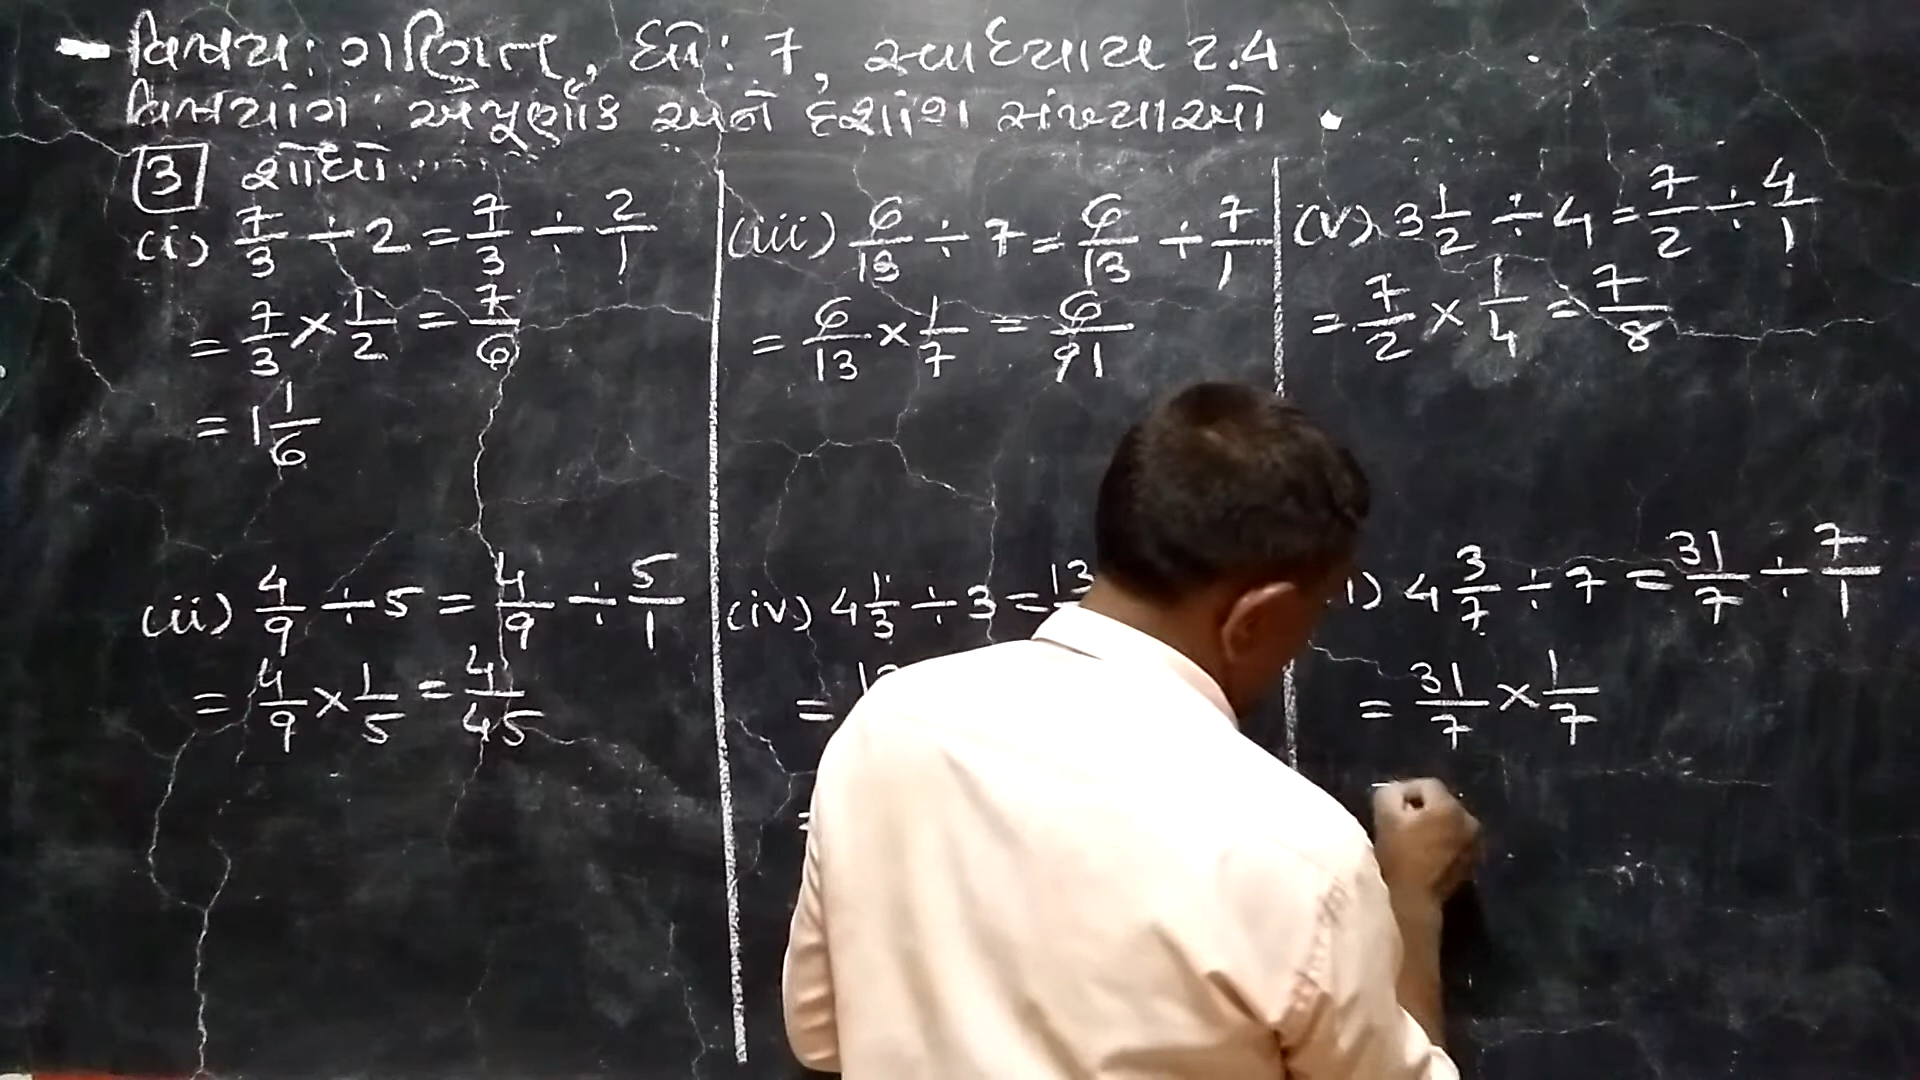 વિષય : ગણિત, ધો : 7, સ્વાધ્યાય 2.4
વિષયાંગ : અપૂર્ણાંક અને દશાંશ સંખ્યાઓ
3 શોધો.
(i) 7/3 ÷ 2 = 7/3 ÷ 2/1
= 7/3 × 1/2 = 7/6
= 1 1/6
(ii) 4/9 ÷ 5 = 4/9 ÷ 5/1
= 4/9 × 1/5 = 4/45
(iii) 6/13 ÷ 7 = 6/13 ÷ 7/1
= 6/13 × 1/7 = 6/91
(iv) 4 1/3 ÷ 3 = 13
=
=
(v) 3 1/2 ÷ 4 = 7/2 ÷ 4/1
= 7/2 × 1/4 = 7/8
i) 4 3/7 ÷ 7 = 31/7 ÷ 7/1
= 31/7 × 1/7